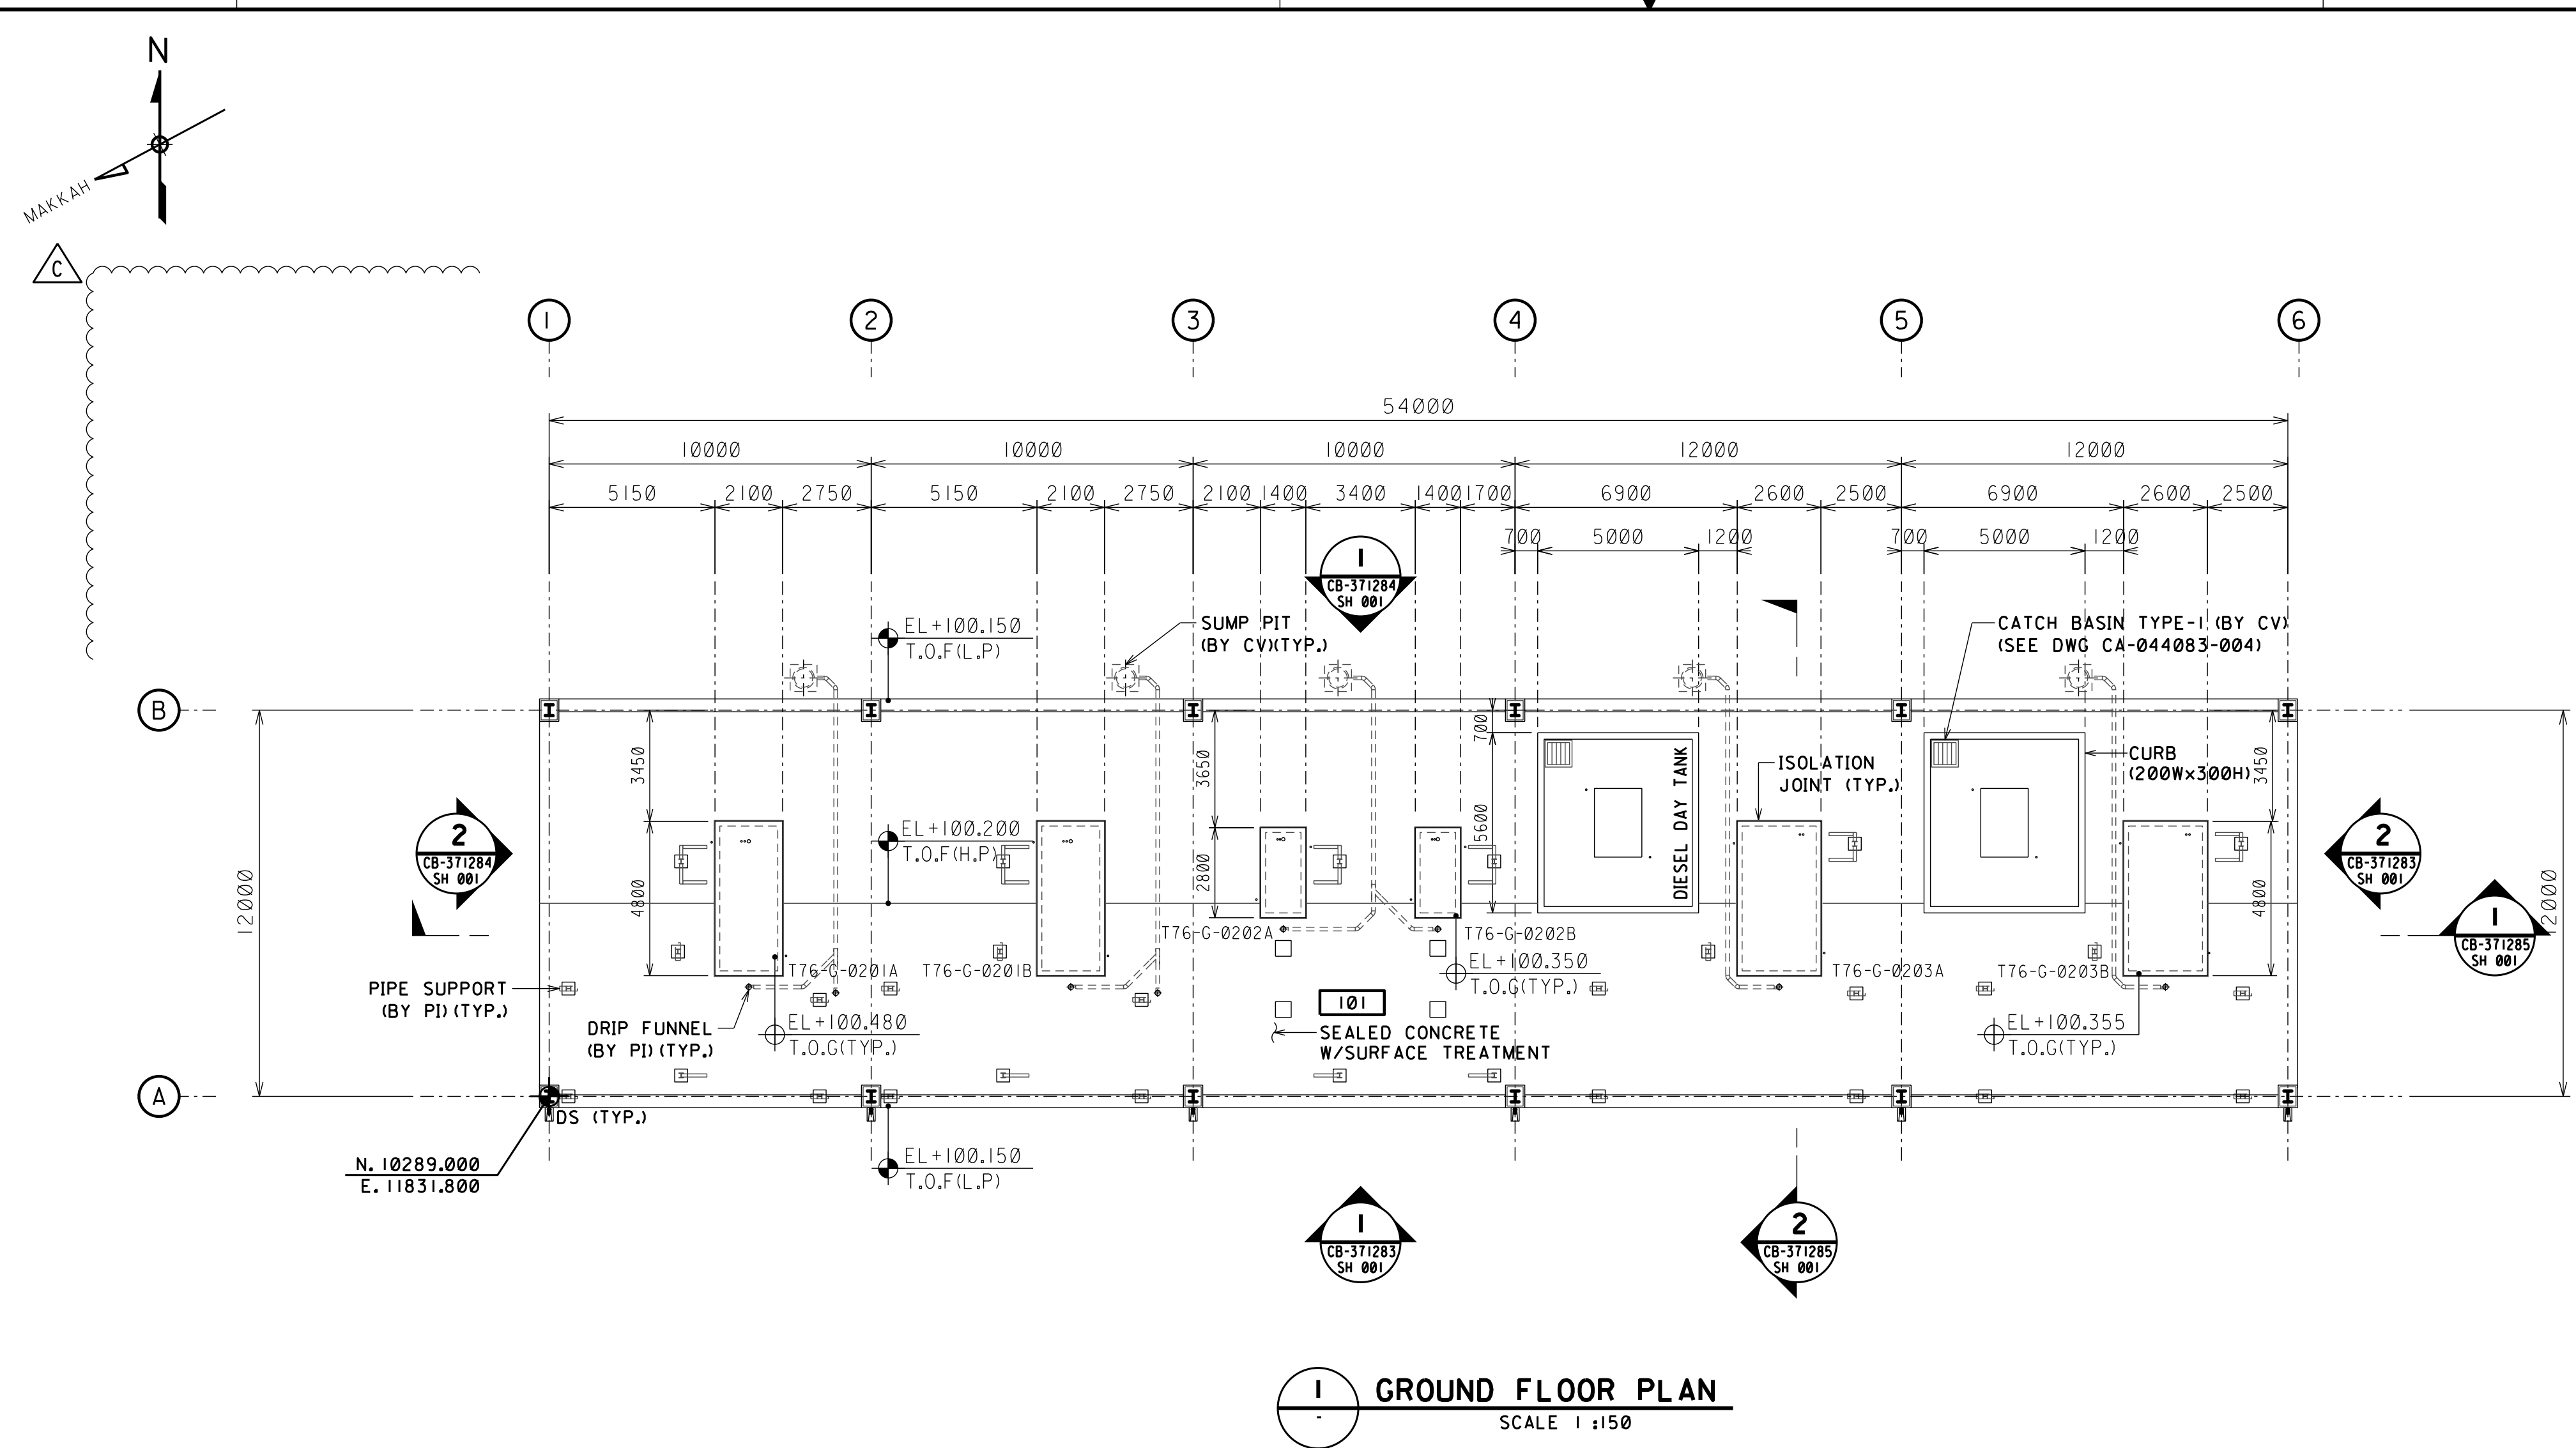 N
MAKKAH
C
1
2
3
4
5
6
54000
10000
10000
10000
12000
12000
5150
2100
2750
5150
2100
2750
2100
1400
3400
1400
1700
6900
2600
2500
6900
2600
2500
700
5000
1200
700
5000
1200
1
CB-371284
SH 001
EL+100.150
T.O.F(L.P)
SUMP PIT
(BY CV)(TYP.)
CATCH BASIN TYPE-1 (BY CV)
(SEE DWG CA-044083-004)
B
3450
3650
700
5600
DIESEL DAY TANK
ISOLATION
JOINT (TYP.)
CURB
(200Wx300H)
3450
2
CB-371284
SH 001
EL+100.200
T.O.F(H.P)
4800
2800
4800
2
CB-371283
SH 001
12000
12000
1
CB-371285
SH 001
T76-G-0202A
T76-G-0202B
T76-G-0201A
T76-G-0201B
EL+100.350
T.O.G(TYP.)
T76-G-0203A
T76-G-0203B
PIPE SUPPORT
(BY PI)(TYP.)
101
DRIP FUNNEL
(BY PI)(TYP.)
EL+100.480
T.O.G(TYP.)
SEALED CONCRETE
W/SURFACE TREATMENT
EL+100.355
T.O.G(TYP.)
A
DS (TYP.)
N. 10289.000
E. 11831.800
EL+100.150
T.O.F(L.P)
1
CB-371283
SH 001
2
CB-371285
SH 001
1
-
GROUND FLOOR PLAN
SCALE 1 :150